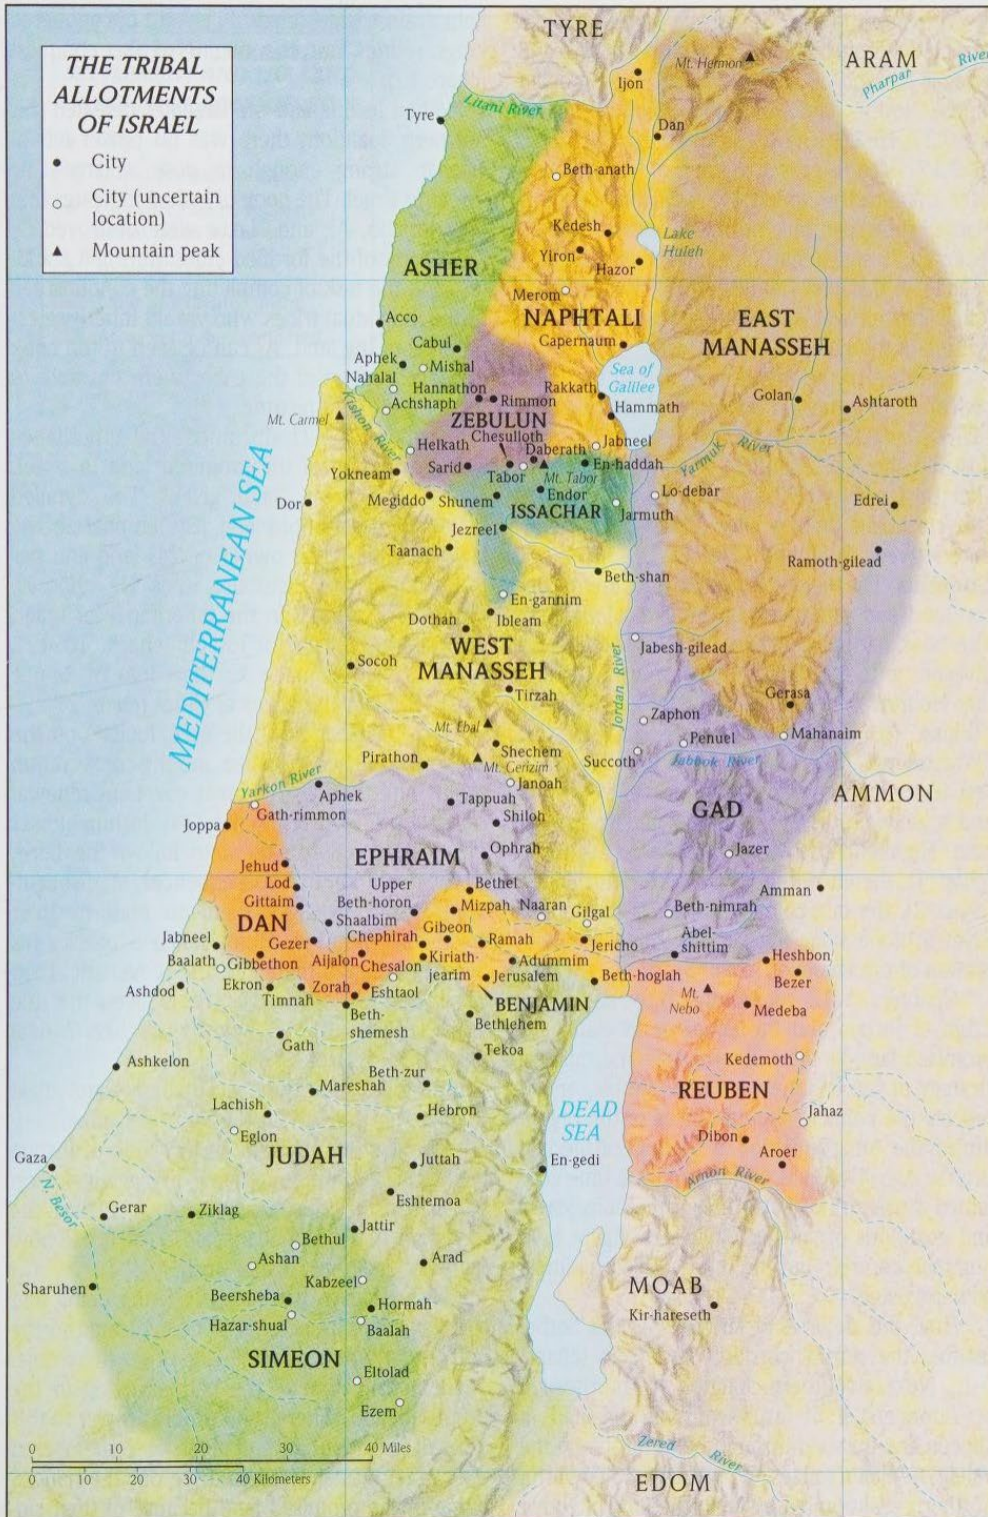 THE TRIBAL
ALLOTMENTS
OF ISRAEL
City
City (uncertain
location)
Mountain peak
TYRE
ARAM
Mt. Hermon
Pharpar River
Ijon
Litani River
Tyre
Dan
Beth-anath
Kedesh
Lake
Huleh
Yiron
Hazor
ASHER
Merom
NAPHTALI
EAST
MANASSEH
Acco
Cabul
Capernaum
Aphek
Mishal
Nahalal
Hannathon
Rimmon
Rakkath
Sea of
Galilee
Golan
Ashtaroth
Achshaph
Hammath
Mt. Carmel
Kishon River
ZEBULUN
Chesulloth
Helkath
Daberath
Jabneel
Yarmuk River
Yokneam
Sarid
Tabor
Mt. Tabor
En-haddah
Dor
Megiddo
Shunem
Endor
Lo-debar
Edrei
ISSACHAR
Jarmuth
Jezreel
Taanach
Ramoth-gilead
Beth-shan
En-gannim
Ibleam
Dothan
MEDITERRANEAN SEA
WEST
MANASSEH
Jabesh-gilead
Socoh
Jordan River
Tirzah
Gerasa
Zaphon
Mt. Ebal
Penuel
Mahanaim
Shechem
Succoth
Jabbok River
Pirathon
Mt. Gerizim
Janoah
Yarkon River
Aphek
Tappuah
AMMON
Gath-rimmon
Shiloh
GAD
Joppa
EPHRAIM
Ophrah
Jazer
Jehud
Lod
Upper
Beth-horon
Bethel
Amman
Gittaim
Mizpah
Naaran
Gilgal
Beth-nimrah
DAN
Shaalbim
Gibeon
Jabneel
Gezer
Chephirah
Ramah
Jericho
Abel-
shittim
Baalath
Gibbethon
Aijalon
Chesalon
Kiriath-
jearim
Adummim
Heshbon
Ashdod
Ekron
Timnah
Zorah
Eshtaol
Jerusalem
Beth-hoglah
Bezer
Mt.
Nebo
BENJAMIN
Beth-
shemesh
Bethlehem
Medeba
Gath
Tekoa
Kedemoth
Ashkelon
Beth-zur
Mareshah
REUBEN
Lachish
Hebron
DEAD
SEA
Jahaz
Eglon
Dibon
JUDAH
Gaza
Juttah
En-gedi
Aroer
Arnon River
N. Besor
Eshtemoa
Gerar
Ziklag
Jattir
Bethul
Ashan
Arad
Sharuhen
Kabzeel
MOAB
Beersheba
Hormah
Kir-hareseth
Hazar-shual
Baalah
SIMEON
Eltolad
Ezem
0 10 20 30 40 Miles
0 10 20 30 40 Kilometers
Zered River
EDOM